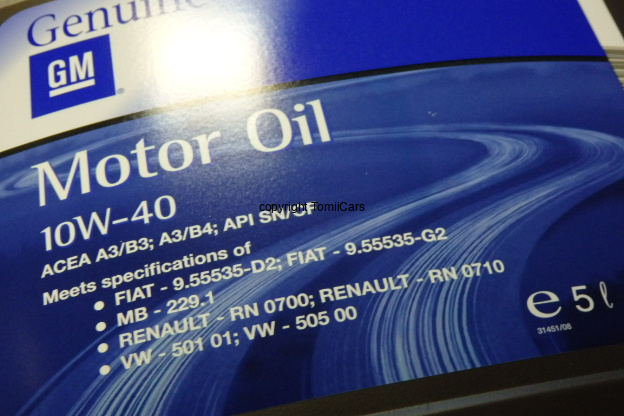 Genuine
GM
Motor Oil
10W-40
ACEA A3/B3; A3/B4; API SN/CF
copyright TomiiCars
Meets specifications of
• FIAT - 9.55535-D2; FIAT - 9.55535-G2
• MB - 229.1
• RENAULT - RN 0700; RENAULT - RN 0710
• VW - 501 01; VW - 505 00
e 5 ℓ
31451/08